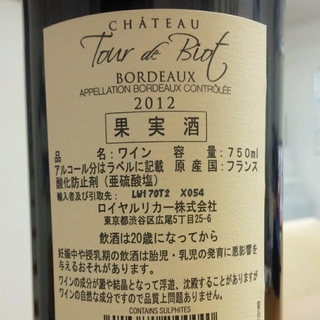 CHÂTEAU
Tour de Biot
BORDEAUX
APPELLATION BORDEAUX CONTRÔLÉE
2012
果実酒
品名:ワイン 容量:750ml
アルコール分はラベルに記載 原産国:フランス
酸化防止剤(亜硫酸塩)
輸入者及び引取先: LW170T2 X054
ロイヤルリカー株式会社
東京都渋谷区広尾5丁目25-6
飲酒は20歳になってから
妊娠中や授乳期の飲酒は胎児・乳児の発育に悪影響を
与えるおそれがあります。
ワインの成分が澱や結晶となって浮遊、沈殿することがありますが
ワインの自然な成分ですので品質上問題ありません。
CONTAINS SULPHITES